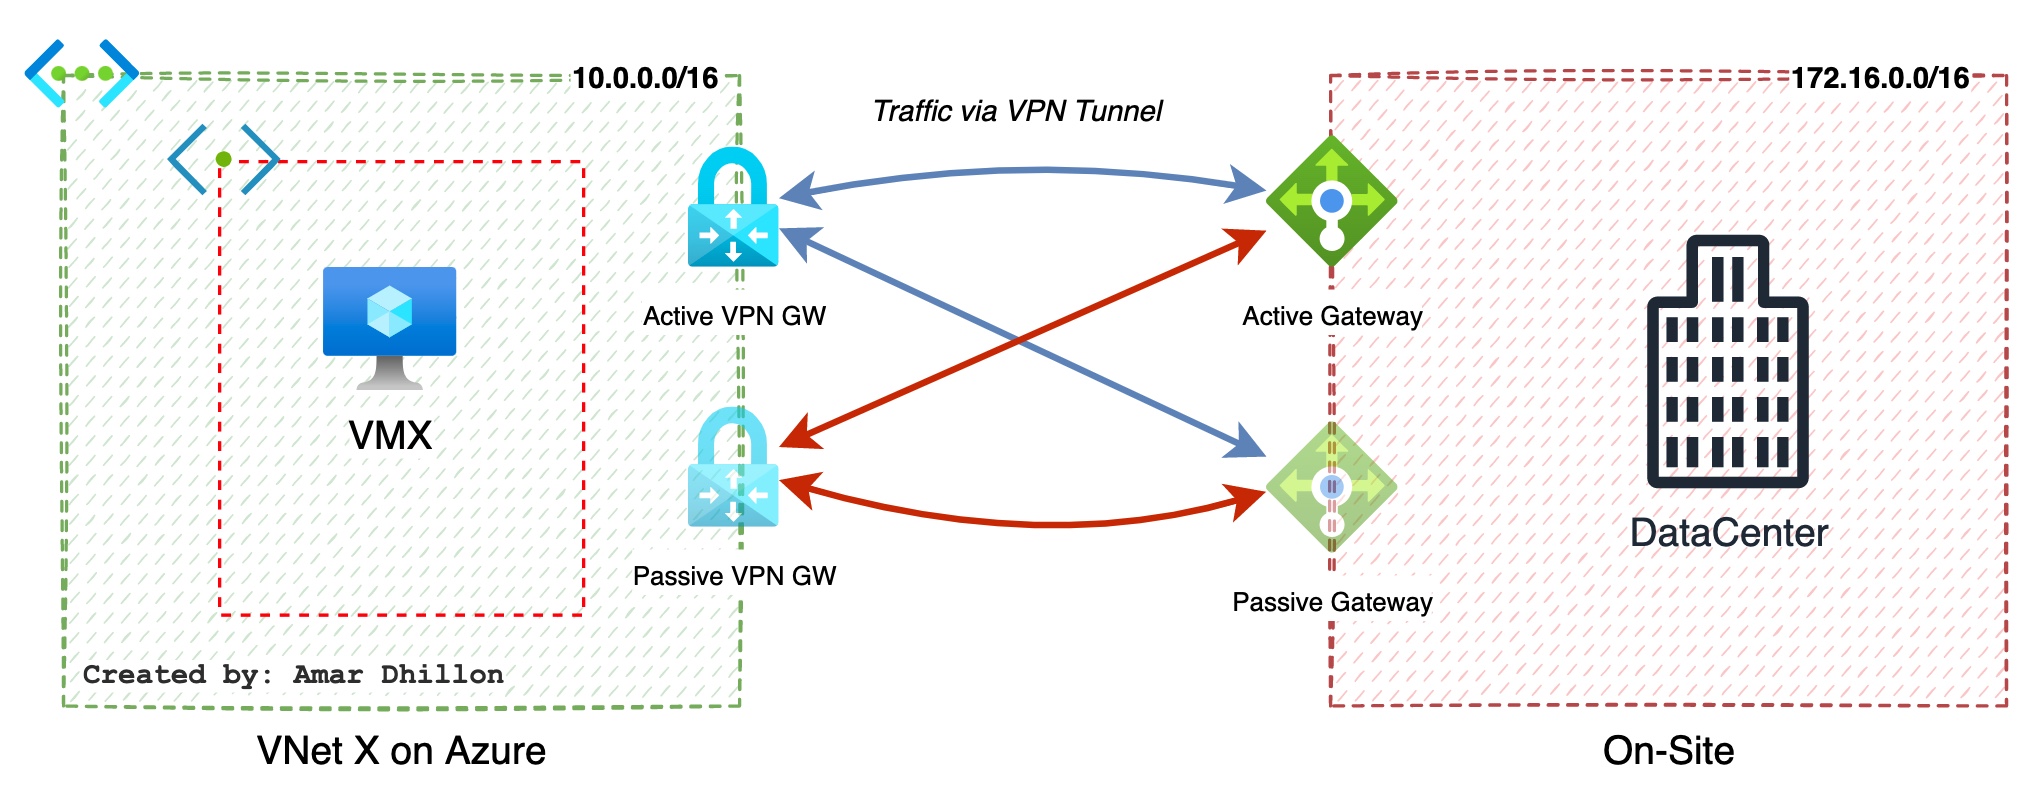 10.0.0.0/16
172.16.0.0/16
Traffic via VPN Tunnel
Active VPN GW
Active Gateway
VMX
DataCenter
Passive VPN GW
Passive Gateway
Created by: Amar Dhillon
VNet X on Azure
On-Site